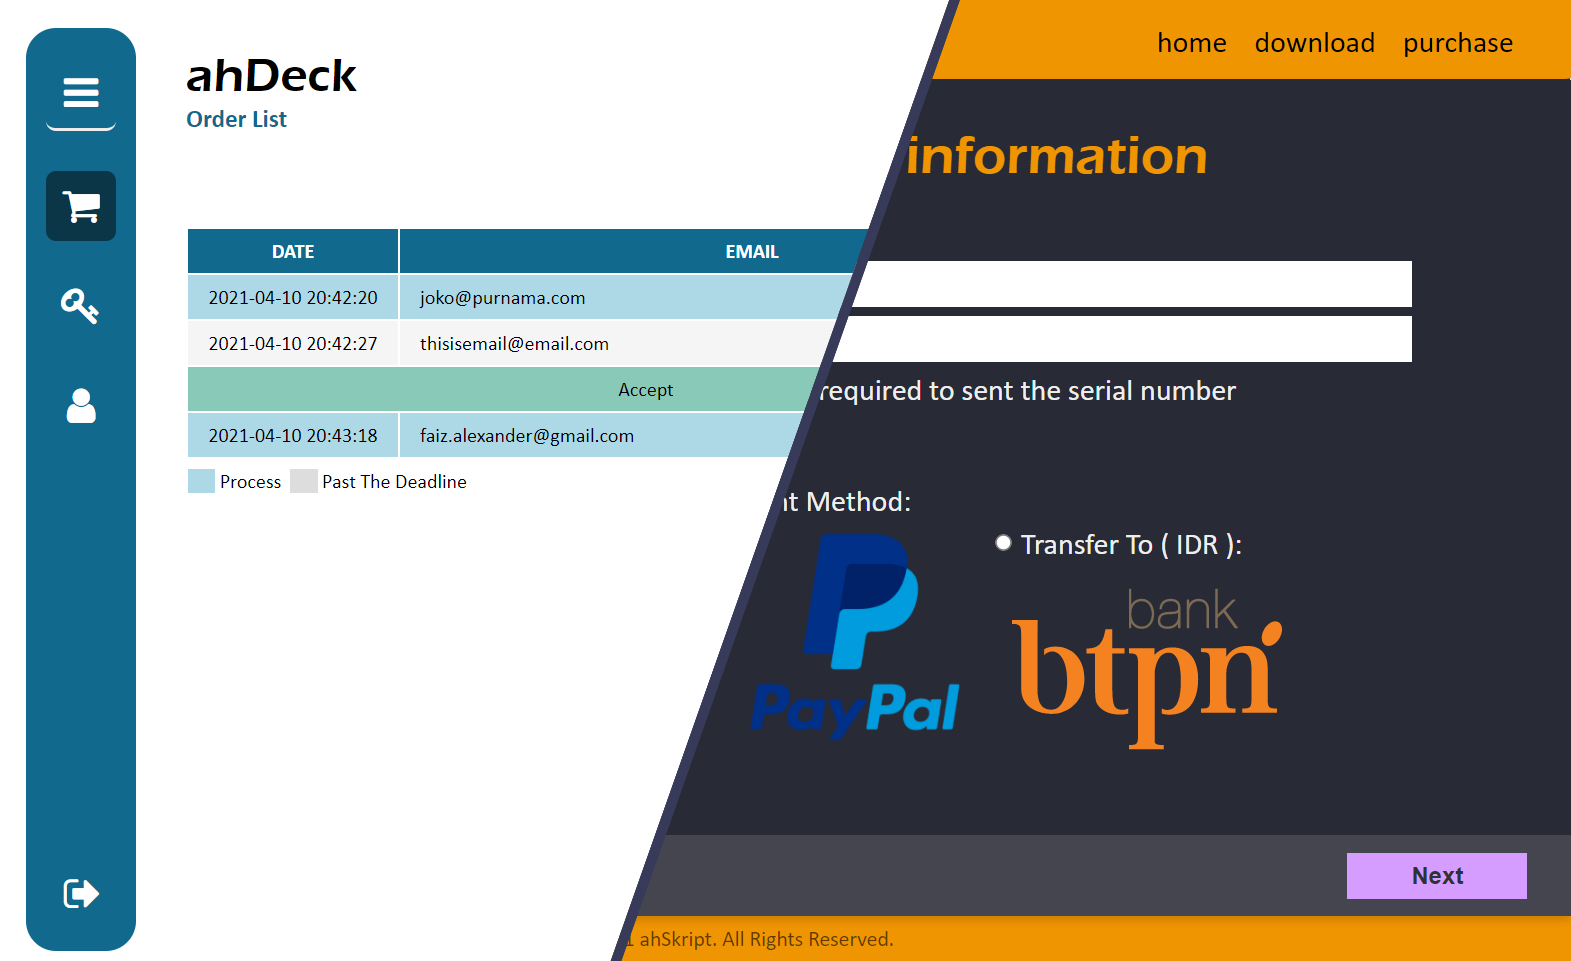 ahDeck
Order List
DATE EMAIL
2021-04-10 20:42:20 joko@purnama.com
2021-04-10 20:42:27 thisisemail@email.com
Accept
2021-04-10 20:43:18 faiz.alexander@gmail.com
Process Past The Deadline
home download purchase
information
required to sent the serial number
Method:
Transfer To ( IDR ):
PayPal
bank
btpn
Next
ahSkript. All Rights Reserved.